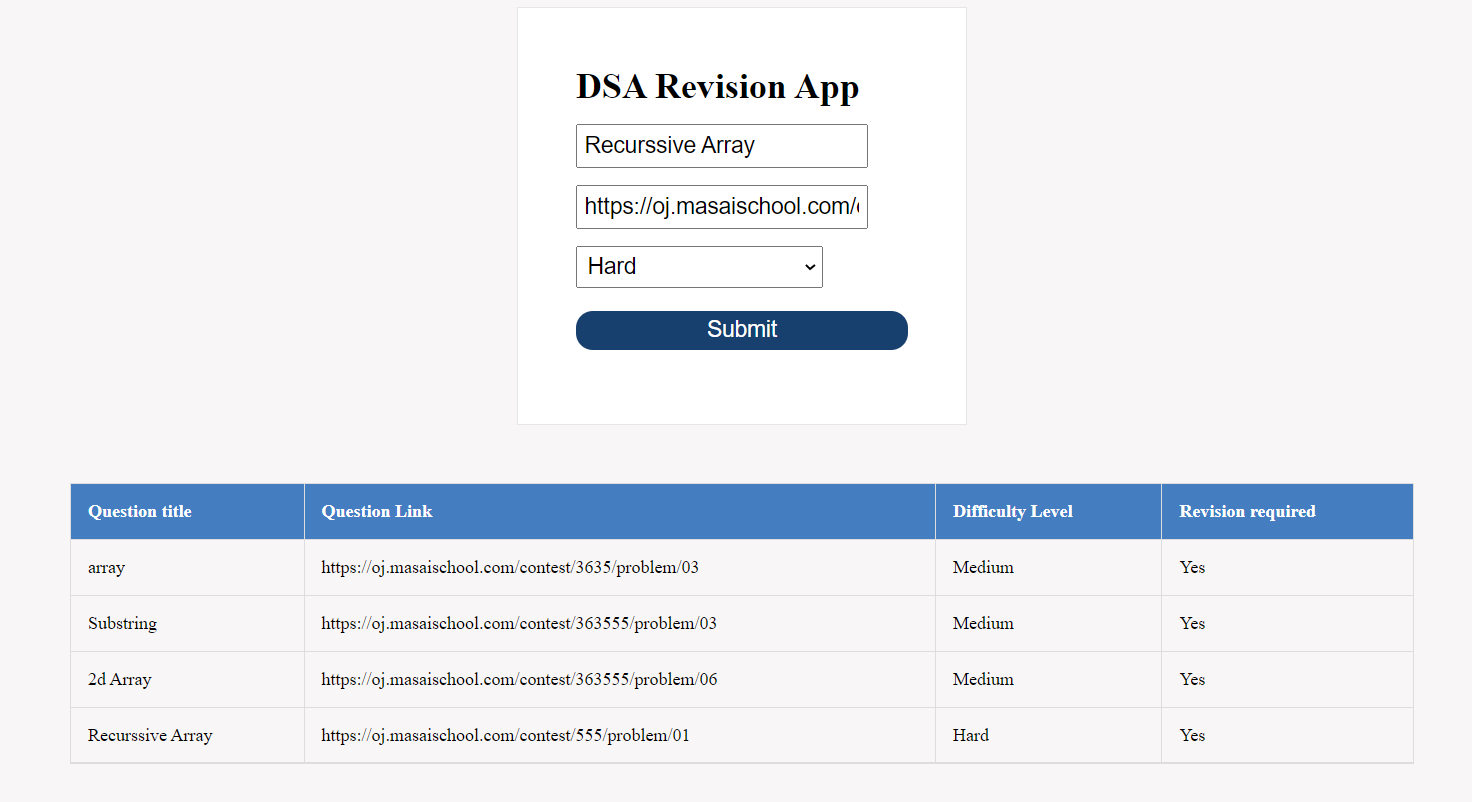 DSA Revision App
Recurssive Array
https://oj.masaischool.com/
Hard
Submit
Question title Question Link Difficulty Level Revision required
array https://oj.masaischool.com/contest/3635/problem/03 Medium Yes
Substring https://oj.masaischool.com/contest/363555/problem/03 Medium Yes
2d Array https://oj.masaischool.com/contest/363555/problem/06 Medium Yes
Recurssive Array https://oj.masaischool.com/contest/555/problem/01 Hard Yes